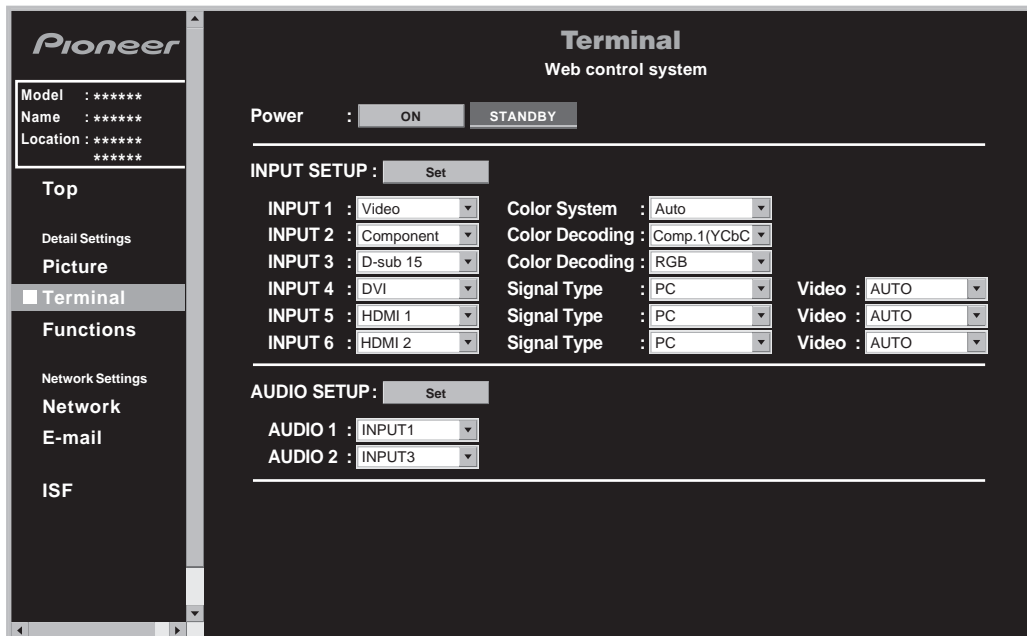 Pioneer
Model : ******
Name : ******
Location : ******
******
Top
Detail Settings
Picture
Terminal
Functions
Network Settings
Network
E-mail
ISF
Terminal
Web control system
Power : ON STANDBY
INPUT SETUP : Set
INPUT 1 : Video Color System : Auto
INPUT 2 : Component Color Decoding : Comp.1(YCbC
INPUT 3 : D-sub 15 Color Decoding : RGB
INPUT 4 : DVI Signal Type : PC Video : AUTO
INPUT 5 : HDMI 1 Signal Type : PC Video : AUTO
INPUT 6 : HDMI 2 Signal Type : PC Video : AUTO
AUDIO SETUP : Set
AUDIO 1 : INPUT1
AUDIO 2 : INPUT3